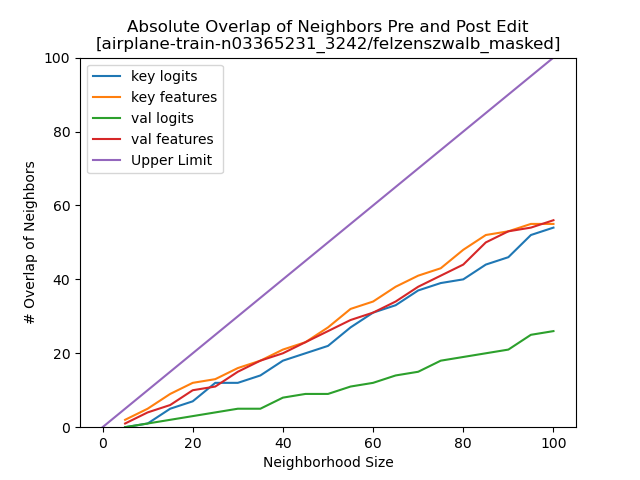 Absolute Overlap of Neighbors Pre and Post Edit
[airplane-train-n03365231_3242/felzenszwalb_masked]
key logits
key features
val logits
val features
Upper Limit
# Overlap of Neighbors
100
80
60
40
20
0
0 20 40 60 80 100
Neighborhood Size